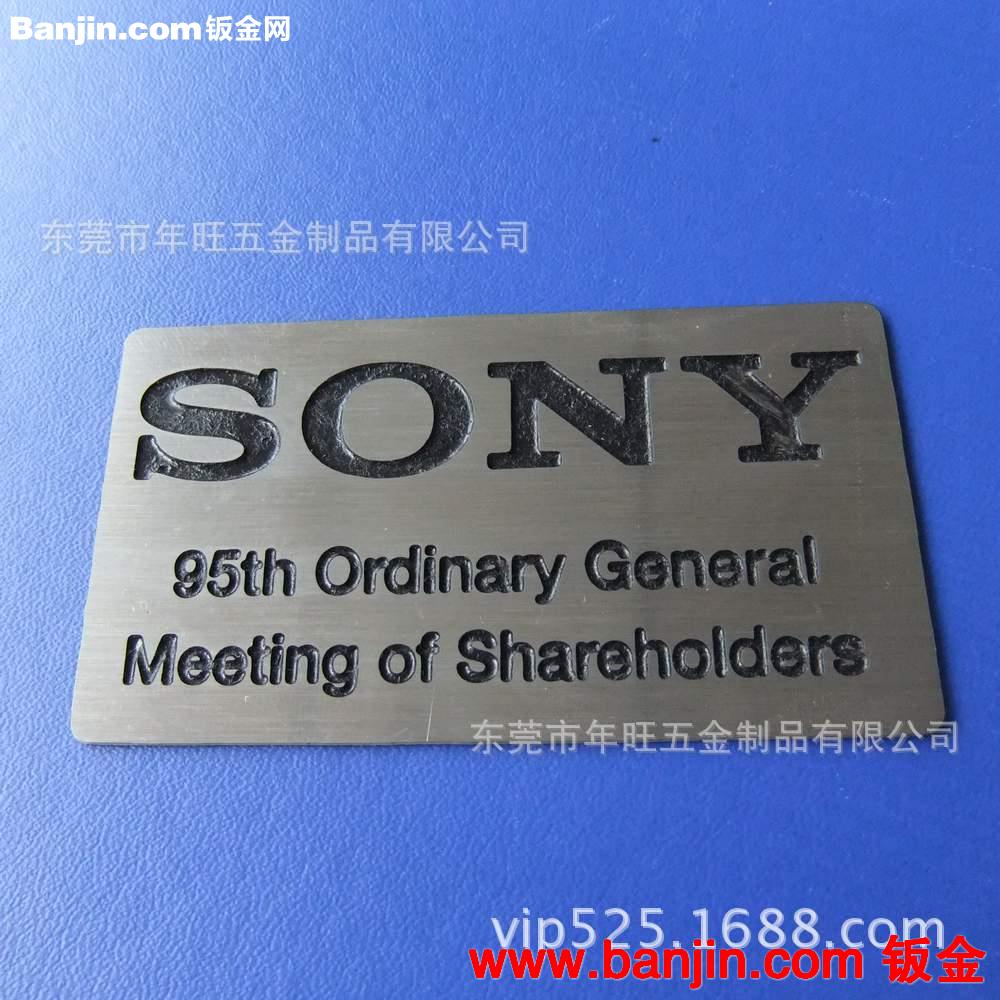 Banjin.com钣金网
东莞市年旺五金制品有限公司
SONY
95th Ordinary General
Meeting of Shareholders
东莞市年旺五金制品有限公司
vip525.1688.com
www.banjin.com 钣金